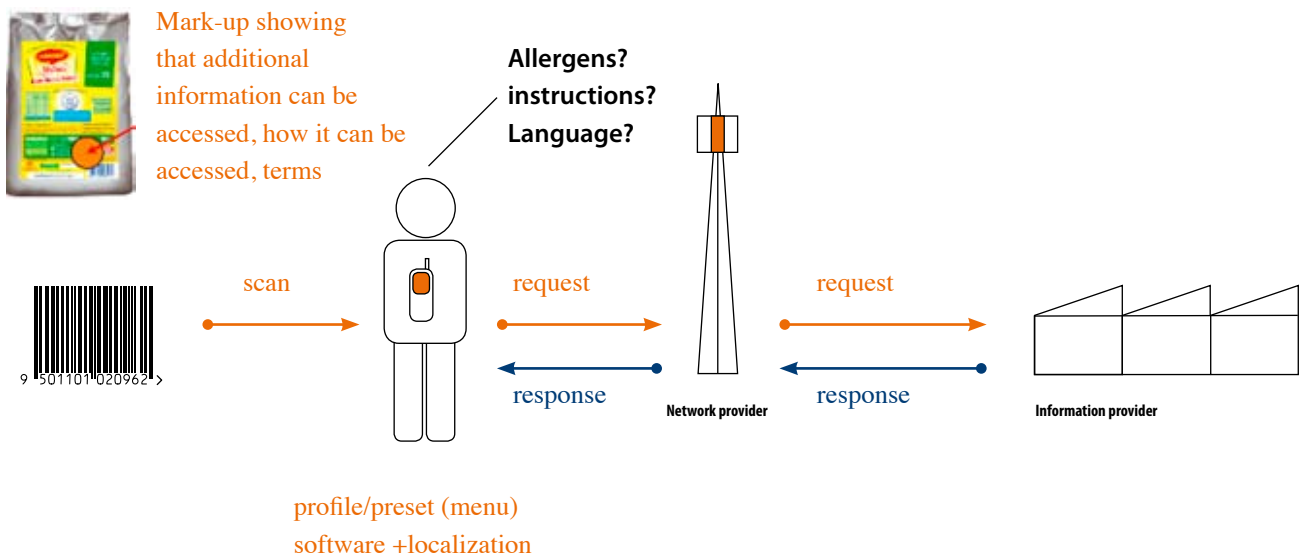 Mark-up showing
that additional
information can be
accessed, how it can be
accessed, terms
Allergens?
instructions?
Language?
scan
request
request
9 501101 020962 >
response
response
Network provider
Information provider
profile/preset (menu)
software +localization